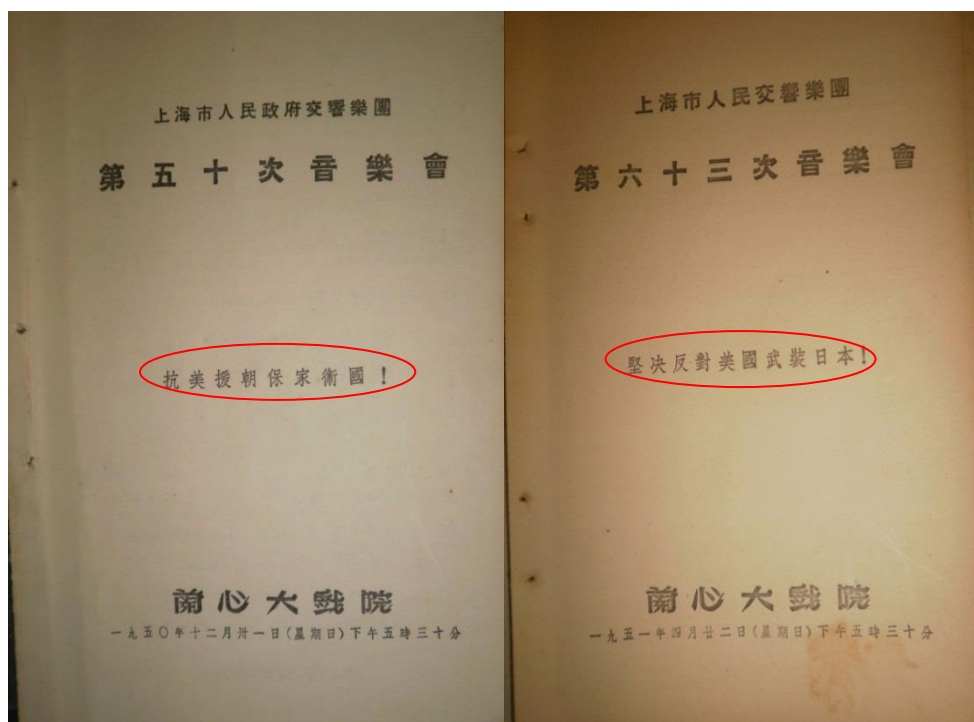 上海市人民政府交響樂團
第五十次音樂會
抗美援朝保家衛國！
蘭心大戲院
一九五〇年十二月卅一日(星期日)下午五時三十分
上海市人民交響樂團
第六十三次音樂會
堅决反對美國武裝日本！
蘭心大戲院
一九五一年四月廿二日(星期日)下午五時三十分